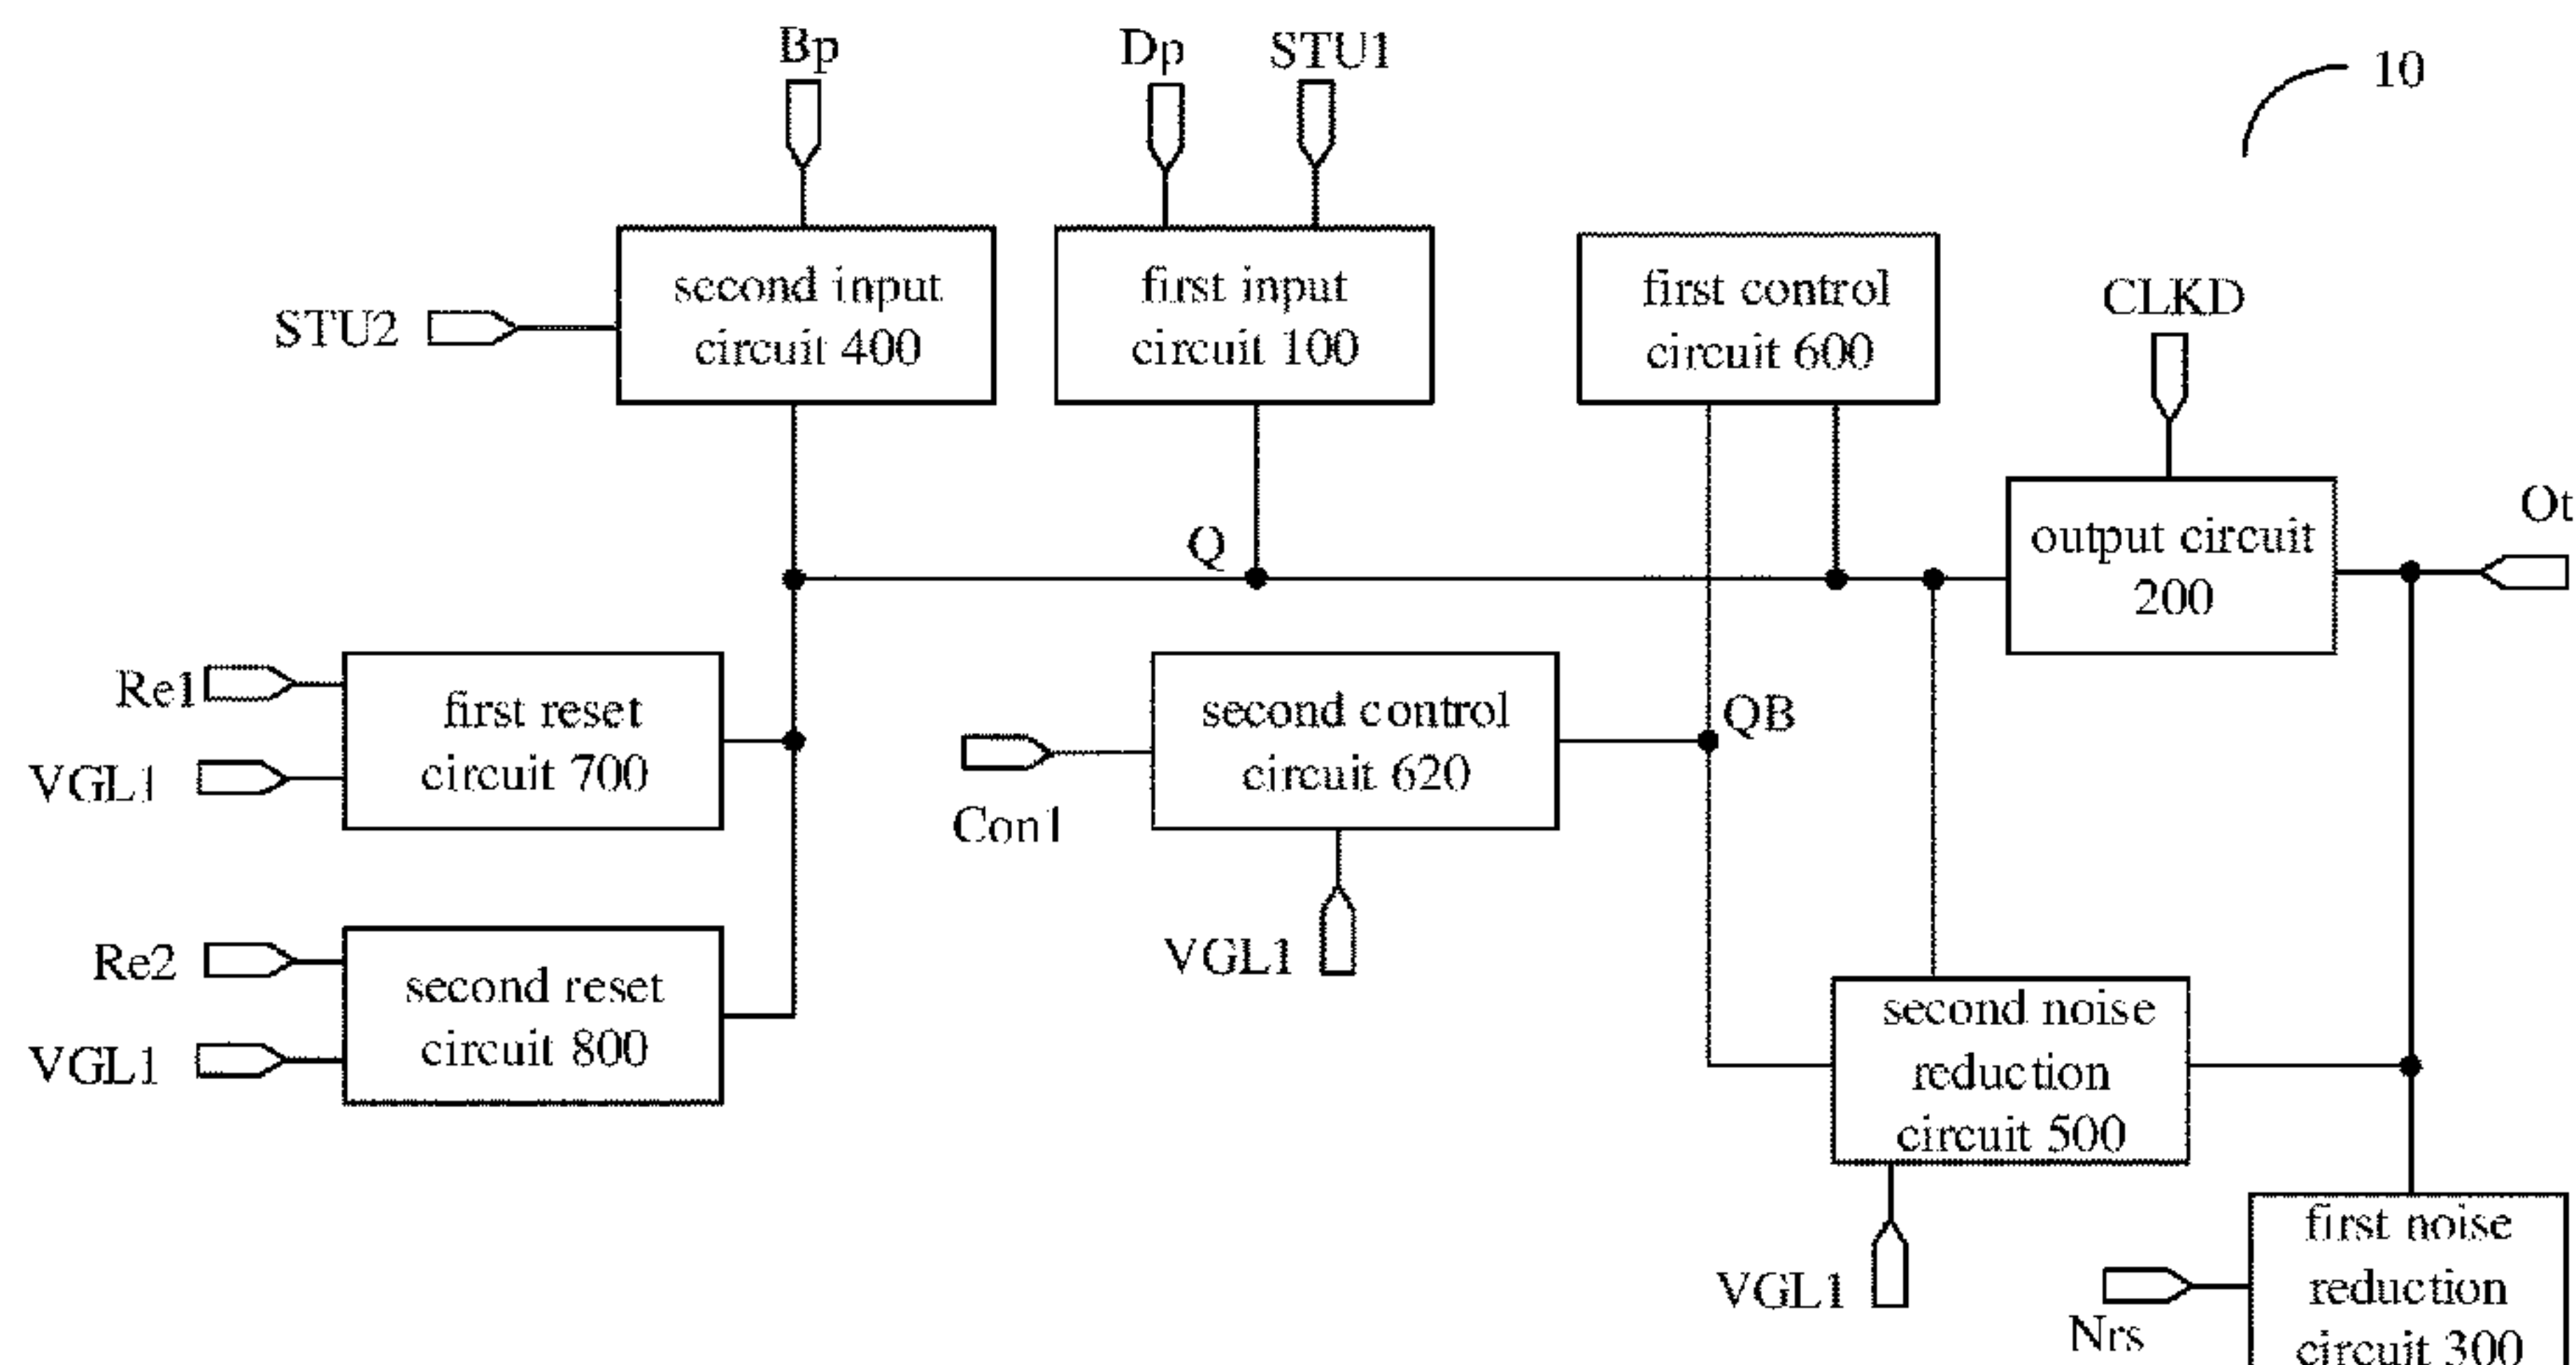 Bp
Dp
STU1
10
second input
circuit 400
first input
circuit 100
first control
circuit 600
STU2
CLKD
Ot
Q
output circuit
200
Re1
first reset
circuit 700
VGL1
second control
circuit 620
QB
Con1
VGL1
Re2
second reset
circuit 800
VGL1
second noise
reduction
circuit 500
VGL1
first noise
reduction
circuit 300
Nrs